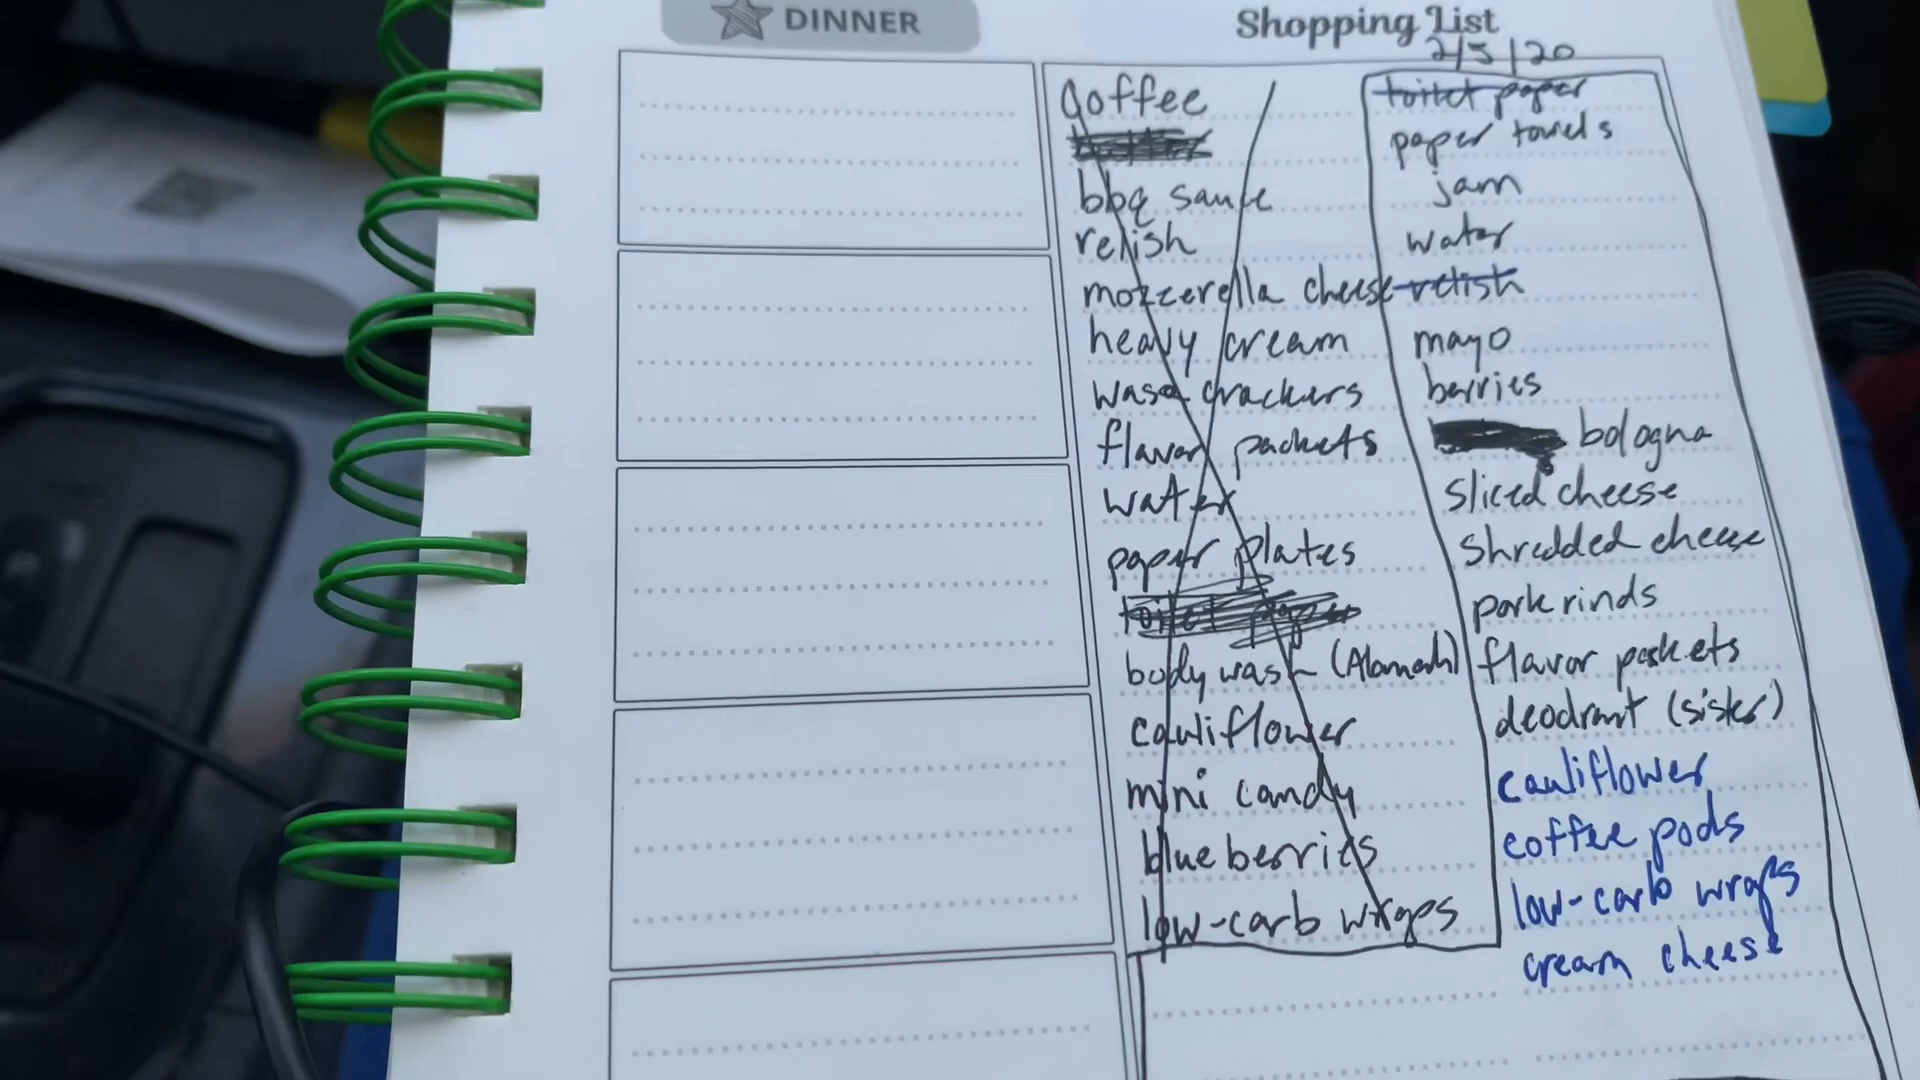 DINNER
Shopping List
2/5/20
Coffee
bbq sauce
relish
mozzerella cheese
heavy cream
wasa crackers
flavor packets
water
paper plates
toilet paper
body wash (Alannah)
cauliflower
mini candy
blueberries
low-carb wraps
toilet paper
paper towels
jam
water
relish
mayo
berries
bologna
sliced cheese
shredded cheese
pork rinds
flavor packets
deodrant (sister)
cauliflower
coffee pods
low-carb wraps
cream cheese